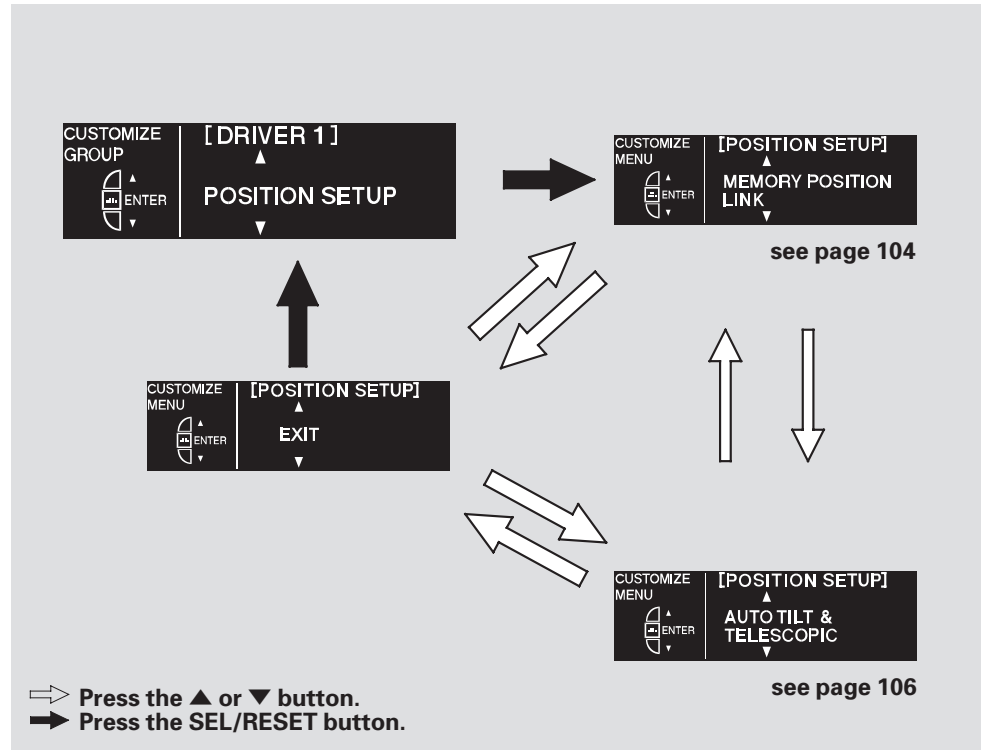 CUSTOMIZE
GROUP
▲
ENTER
▼
[DRIVER 1]
▲
POSITION SETUP
▼
CUSTOMIZE
MENU
▲
ENTER
▼
[POSITION SETUP]
▲
MEMORY POSITION
LINK
▼
see page 104
CUSTOMIZE
MENU
▲
ENTER
▼
[POSITION SETUP]
▲
EXIT
▼
CUSTOMIZE
MENU
▲
ENTER
▼
[POSITION SETUP]
▲
AUTO TILT &
TELESCOPIC
▼
see page 106
Press the ▲ or ▼ button.
Press the SEL/RESET button.